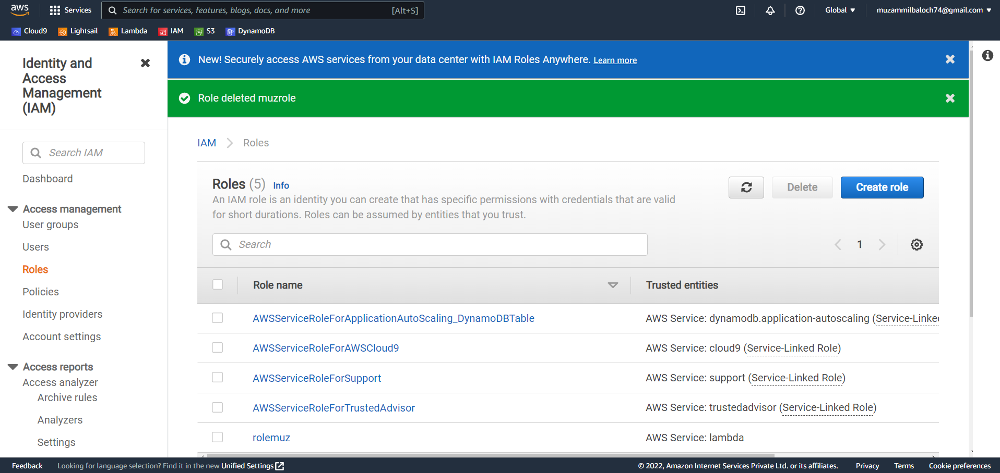 aws
Services
Search for services, features, blogs, docs, and more
[Alt+S]
Global ▼
muzammilbaloch74@gmail.com ▼
Cloud9
Lightsail
Lambda
IAM
S3
DynamoDB
Identity and
Access
Management
(IAM)
Search IAM
Dashboard
Access management
User groups
Users
Roles
Policies
Identity providers
Account settings
Access reports
Access analyzer
Archive rules
Analyzers
Settings
New! Securely access AWS services from your data center with IAM Roles Anywhere. Learn more
Role deleted muzrole
IAM
Roles
Roles (5) Info
An IAM role is an identity you can create that has specific permissions with credentials that are valid
for short durations. Roles can be assumed by entities that you trust.
Delete
Create role
Search
1
Role name
Trusted entities
AWSServiceRoleForApplicationAutoScaling_DynamoDBTable
AWS Service: dynamodb.application-autoscaling (Service-Linke
AWSServiceRoleForAWSCloud9
AWS Service: cloud9 (Service-Linked Role)
AWSServiceRoleForSupport
AWS Service: support (Service-Linked Role)
AWSServiceRoleForTrustedAdvisor
AWS Service: trustedadvisor (Service-Linked Role)
rolemuz
AWS Service: lambda
Feedback
Looking for language selection? Find it in the new Unified Settings
© 2022, Amazon Internet Services Private Ltd. or its affiliates.
Privacy
Terms
Cookie preferences